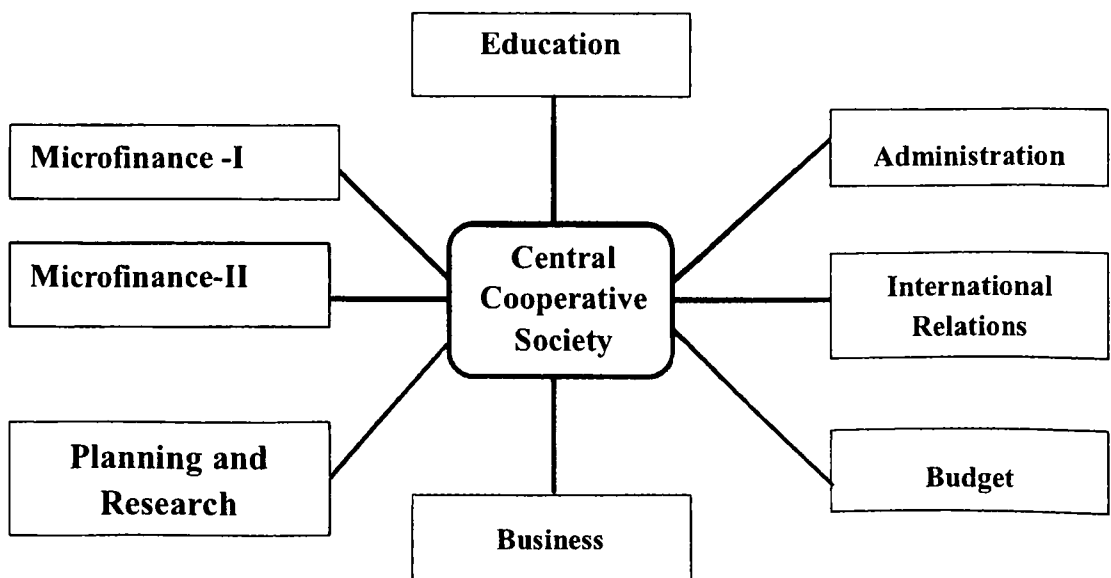 Education
Microfinance -I
Administration
Microfinance-II
Central
Cooperative
Society
International
Relations
Planning and
Research
Budget
Business